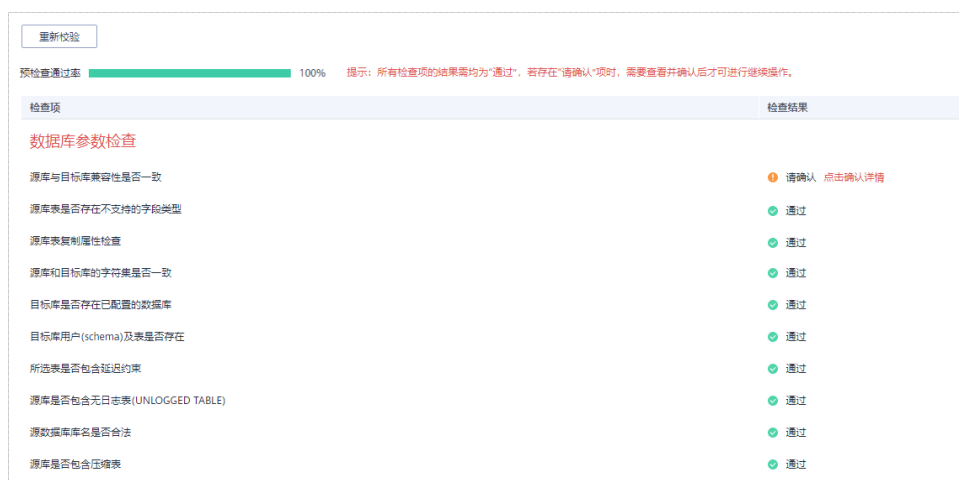 重新校验
预检查通过率 100% 提示：所有检查项的结果需均为"通过"，若存在"请确认"项时，需要查看并确认后才可进行继续操作。
检查项 检查结果
数据库参数检查
源库与目标库兼容性是否一致 请确认 点击确认详情
源库表是否存在不支持的字段类型 通过
源库表复制属性检查 通过
源库和目标库的字符集是否一致 通过
目标库是否存在已配置的数据库 通过
目标库用户(schema)及表是否存在 通过
所选表是否包含延迟约束 通过
源库是否包含无日志表(UNLOGGED TABLE) 通过
源数据库库名是否合法 通过
源库是否包含压缩表 通过